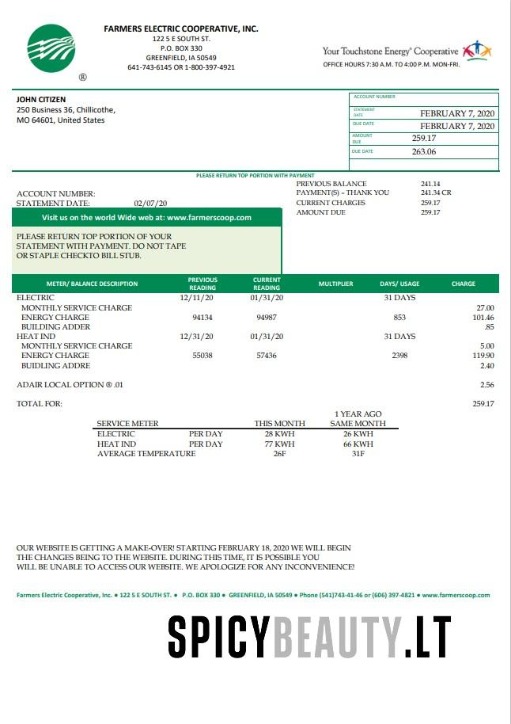 FARMERS ELECTRIC COOPERATIVE, INC.
122 5 E SOUTH ST.
P.O. BOX 330
GREENFIELD, IA 50549
641-743-6145 OR 1-800-397-4921
®
Your Touchstone Energy® Cooperative
OFFICE HOURS 7:30 A.M. TO 4:00 P.M. MON-FRI.
JOHN CITIZEN
250 Business 36, Chillicothe,
MO 64601, United States
ACCOUNT NUMBER
STATEMENT DATE FEBRUARY 7, 2020
DUE DATE FEBRUARY 7, 2020
AMOUNT DUE 259.17
DUE DATE 263.06
PLEASE RETURN TOP PORTION WITH PAYMENT
PREVIOUS BALANCE 241.14
PAYMENT(S) – THANK YOU 241.34 CR
CURRENT CHARGES 259.17
AMOUNT DUE 259.17
ACCOUNT NUMBER:
STATEMENT DATE: 02/07/20
Visit us on the world Wide web at: www.farmerscoop.com
PLEASE RETURN TOP PORTION OF YOUR
STATEMENT WITH PAYMENT. DO NOT TAPE
OR STAPLE CHECKTO BILL STUB.
METER/ BALANCE DESCRIPTION PREVIOUS READING CURRENT READING MULTIPLIER DAYS/ USAGE CHARGE
ELECTRIC 12/11/20 01/31/20 31 DAYS
MONTHLY SERVICE CHARGE 27.00
ENERGY CHARGE 94134 94987 853 101.46
BUILDING ADDER .85
HEAT IND 12/31/20 01/31/20 31 DAYS
MONTHLY SERVICE CHARGE 5.00
ENERGY CHARGE 55038 57436 2398 119.90
BUIDLING ADDRE 2.40
ADAIR LOCAL OPTION ® .01 2.56
TOTAL FOR: 259.17
SERVICE METER THIS MONTH 1 YEAR AGO SAME MONTH
ELECTRIC PER DAY 28 KWH 26 KWH
HEAT IND PER DAY 77 KWH 66 KWH
AVERAGE TEMPERATURE 26F 31F
OUR WEBSITE IS GETTING A MAKE-OVER! STARTING FEBRUARY 18, 2020 WE WILL BEGIN
THE CHANGES BEING TO THE WEBSITE. DURING THIS TIME, IT IS POSSIBLE YOU
WILL BE UNABLE TO ACCESS OUR WEBSITE. WE APOLOGIZE FOR ANY INCONVENIENCE!
Farmers Electric Cooperative, Inc. • 122 5 E SOUTH ST. • P.O. BOX 330 • GREENFIELD, IA 50549 • Phone (541)743-41-46 or (606) 397-4821 • www.farmerscoop.com
SPICYBEAUTY.LT